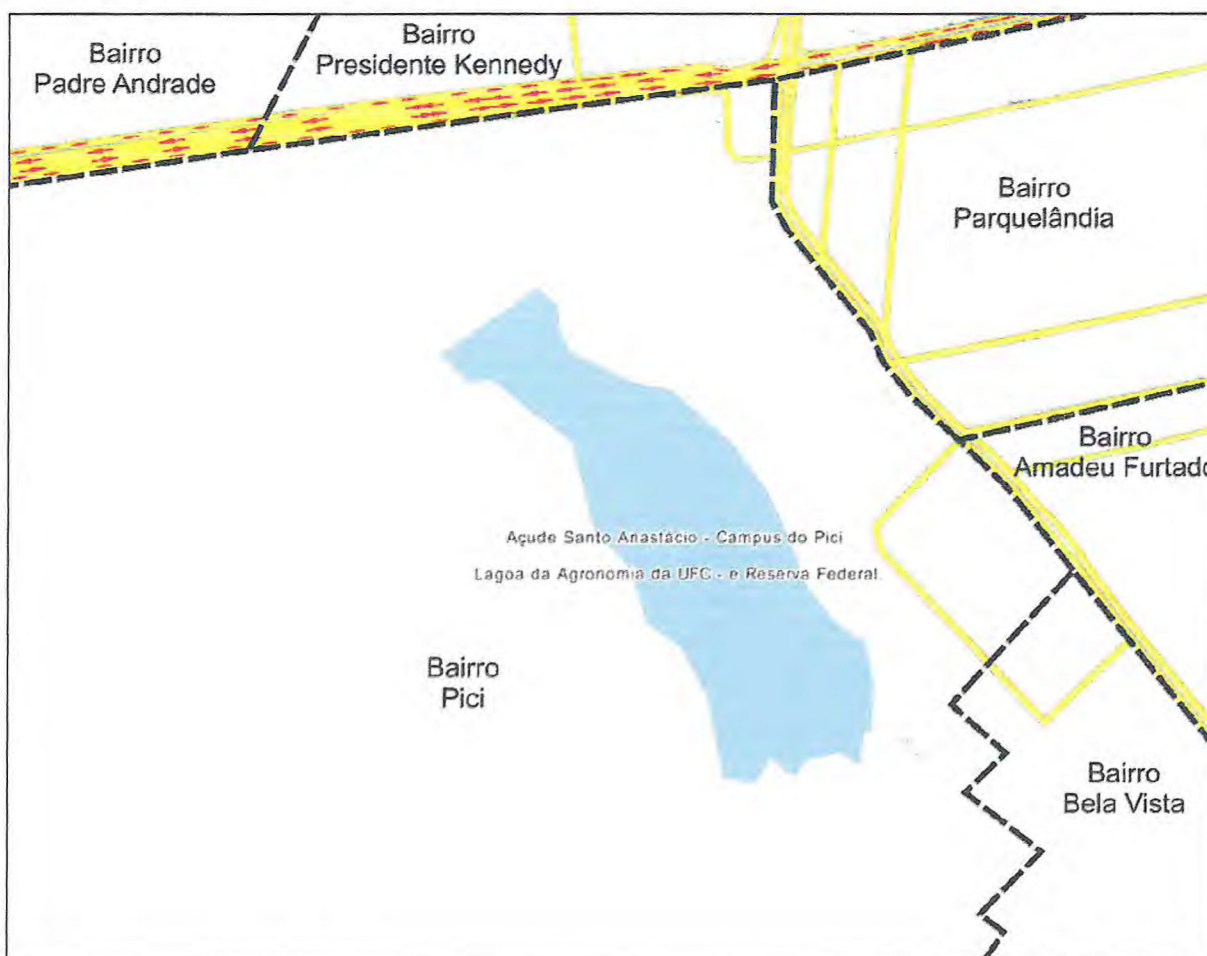 Bairro
Padre Andrade
Bairro
Presidente Kennedy
Bairro
Parquelândia
Bairro
Amadeu Furtado
Açude Santo Anastácio - Campus do Pici
Lagoa da Agronomia da UFC - e Reserva Federal
Bairro
Pici
Bairro
Bela Vista